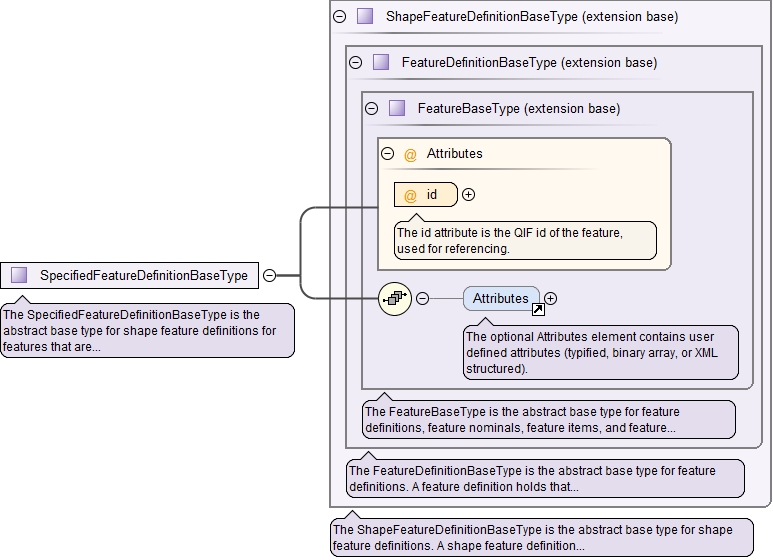 ShapeFeatureDefinitionBaseType (extension base)
FeatureDefinitionBaseType (extension base)
FeatureBaseType (extension base)
@ Attributes
@ id
The id attribute is the QIF id of the feature,
used for referencing.
SpecifiedFeatureDefinitionBaseType
The SpecifiedFeatureDefinitionBaseType is the
abstract base type for shape feature definitions for
features that are...
Attributes
The optional Attributes element contains user
defined attributes (typified, binary array, or XML
structured).
The FeatureBaseType is the abstract base type for feature
definitions, feature nominals, feature items, and feature...
The FeatureDefinitionBaseType is the abstract base type for feature
definitions. A feature definition holds that...
The ShapeFeatureDefinitionBaseType is the abstract base type for shape
feature definitions. A shape feature definition...